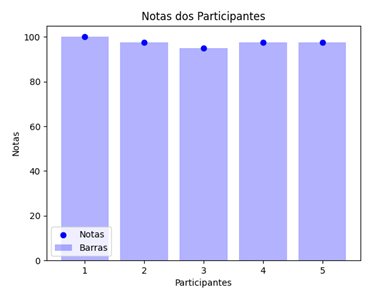 Notas dos Participantes
Notas
100
80
60
40
20
0
Notas
Barras
1 2 3 4 5
Participantes